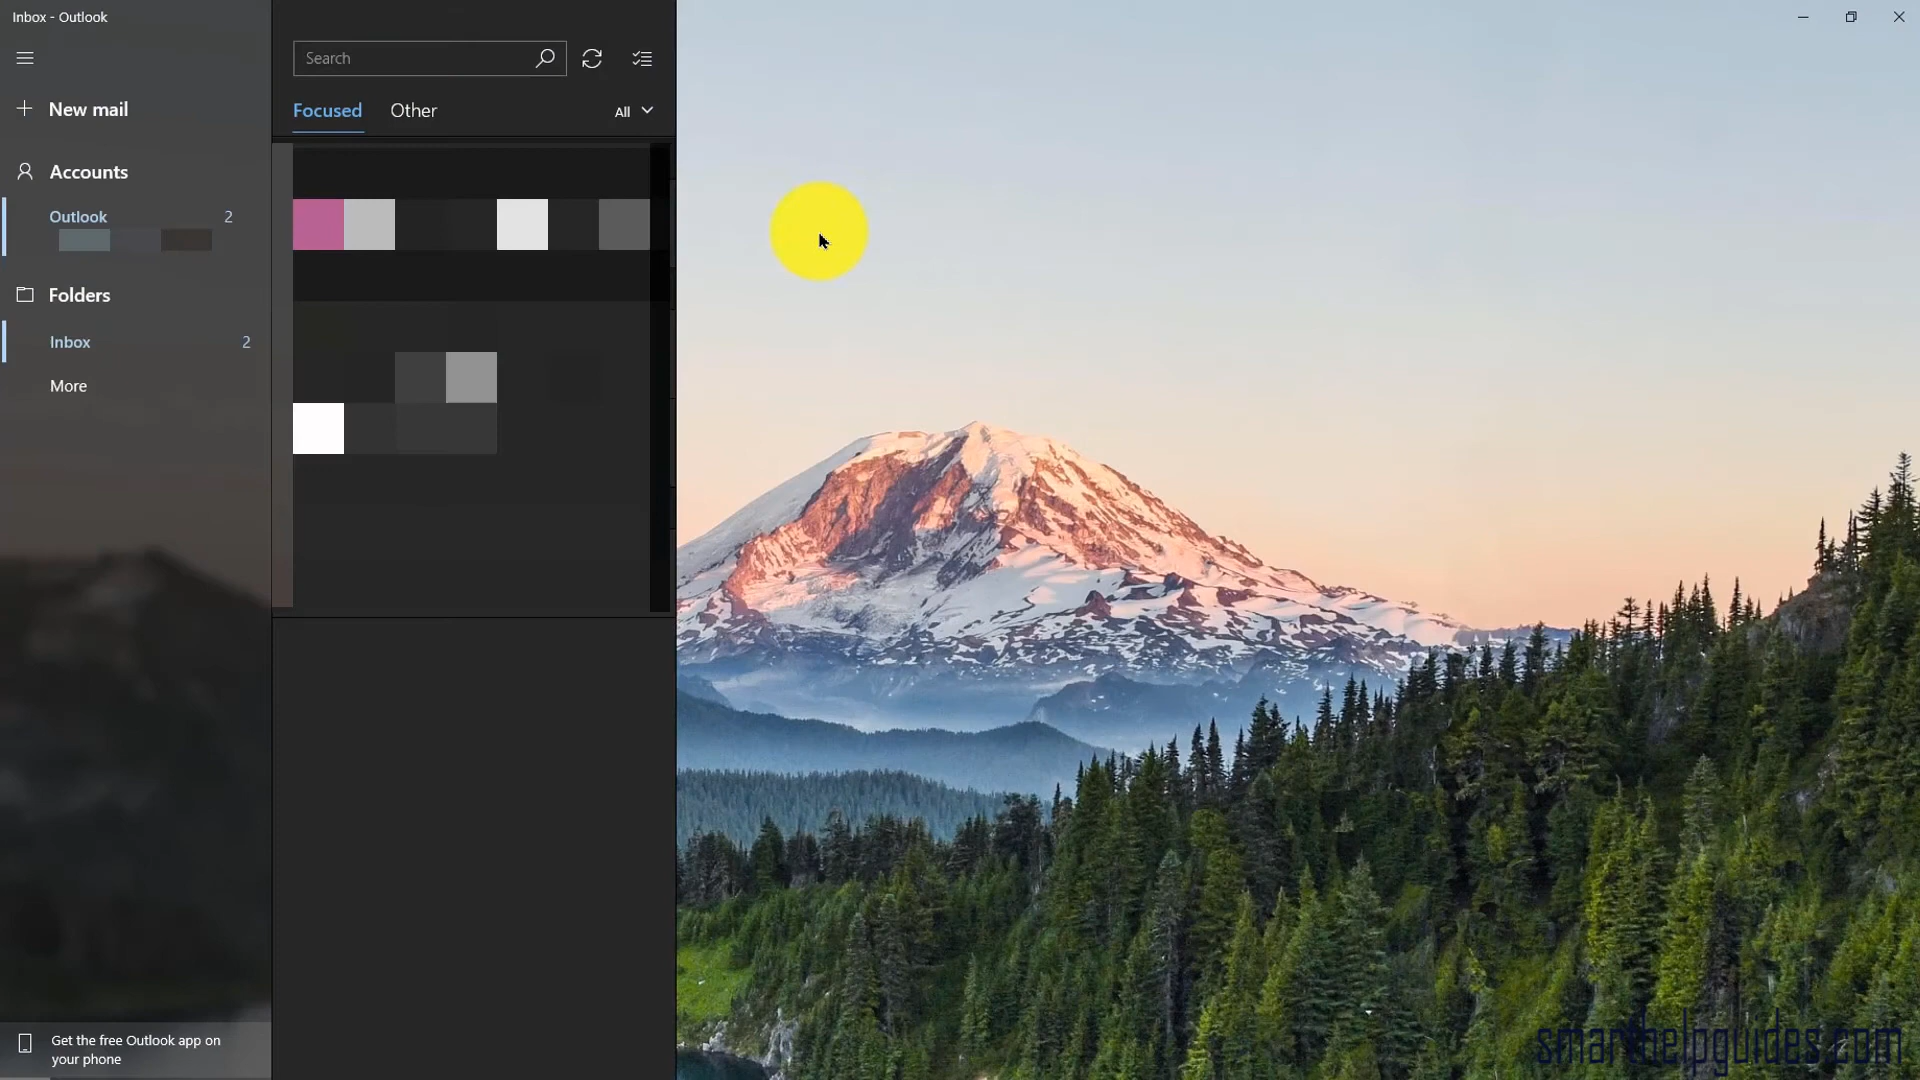 Inbox - Outlook
Search
New mail
Focused
Other
All
Accounts
Outlook 2
Folders
Inbox 2
More
Get the free Outlook app on
your phone
smarthelpguides.com